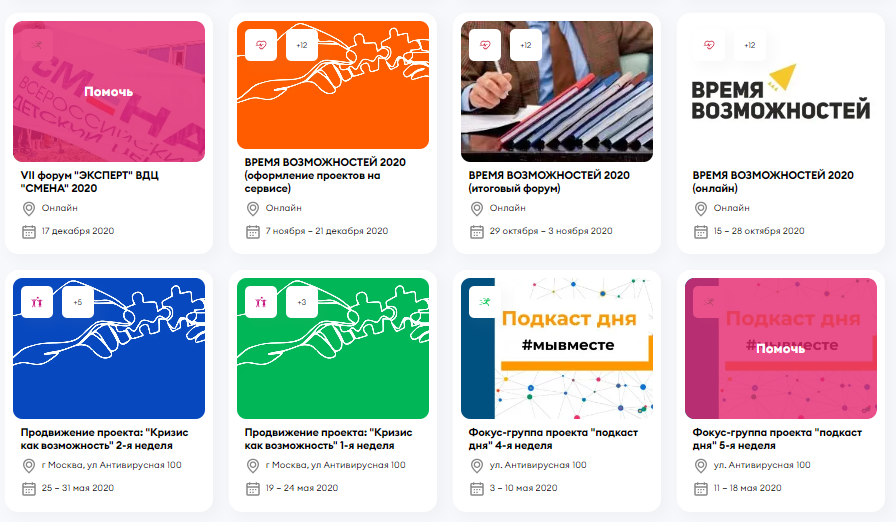 Помочь
СМЕНА
ВСЕРОССИЙСКИЙ
ДЕТСКИЙ ЦЕНТР
VII форум "ЭКСПЕРТ" ВДЦ
"СМЕНА" 2020
Онлайн
17 декабря 2020
+12
ВРЕМЯ ВОЗМОЖНОСТЕЙ 2020
(оформление проектов на
сервисе)
Онлайн
7 ноября – 21 декабря 2020
+12
ВРЕМЯ ВОЗМОЖНОСТЕЙ 2020
(итоговый форум)
Онлайн
29 октября – 3 ноября 2020
+12
ВРЕМЯ
ВОЗМОЖНОСТЕЙ
ВРЕМЯ ВОЗМОЖНОСТЕЙ 2020
(онлайн)
Онлайн
15 – 28 октября 2020
+5
Продвижение проекта: "Кризис
как возможность" 2-я неделя
г Москва, ул Антивирусная 100
25 – 31 мая 2020
+3
Продвижение проекта: "Кризис
как возможность" 1-я неделя
г Москва, ул Антивирусная 100
19 – 24 мая 2020
Подкаст дня
#мывместе
Фокус-группа проекта "подкаст
дня" 4-я неделя
ул. Антивирусная 100
3 – 10 мая 2020
Подкаст дня
#мывместе
Помочь
Фокус-группа проекта "подкаст
дня" 5-я неделя
ул. Антивирусная 100
11 – 18 мая 2020